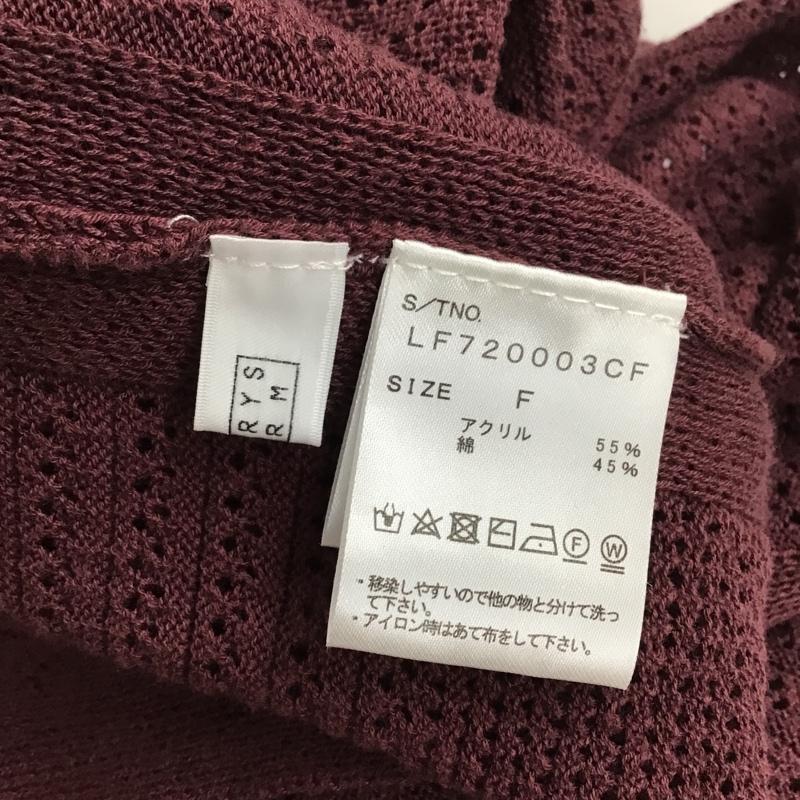 RYS
RM
S/TNO.
LF720003CF
SIZE F
アクリル 55%
綿 45%
F W
・移染しやすいので他の物と分けて洗っ
て下さい。
・アイロン時はあて布をして下さい。